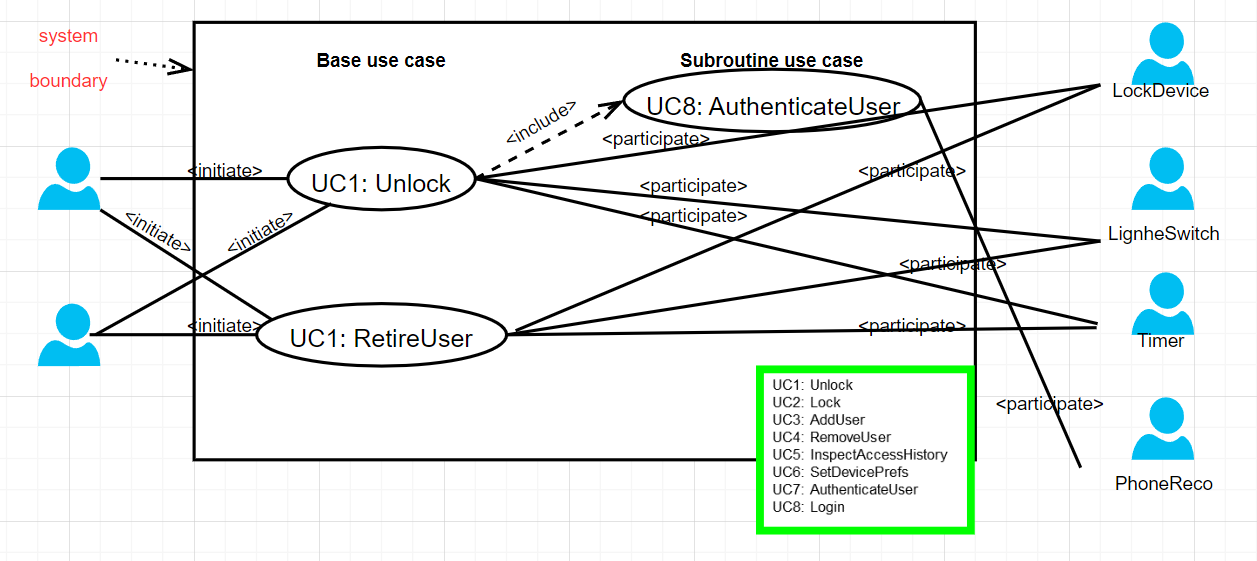 system
boundary
Base use case
Subroutine use case
UC8: AuthenticateUser
<include>
LockDevice
<participate>
<initiate>
<participate>
UC1: Unlock
<participate>
<participate>
<initiate>
<initiate>
LignheSwitch
<participate>
<initiate>
UC1: RetireUser
<participate>
Timer
UC1: Unlock
UC2: Lock
UC3: AddUser
UC4: RemoveUser
UC5: InspectAccessHistory
UC6: SetDevicePrefs
UC7: AuthenticateUser
UC8: Login
<participate>
PhoneReco